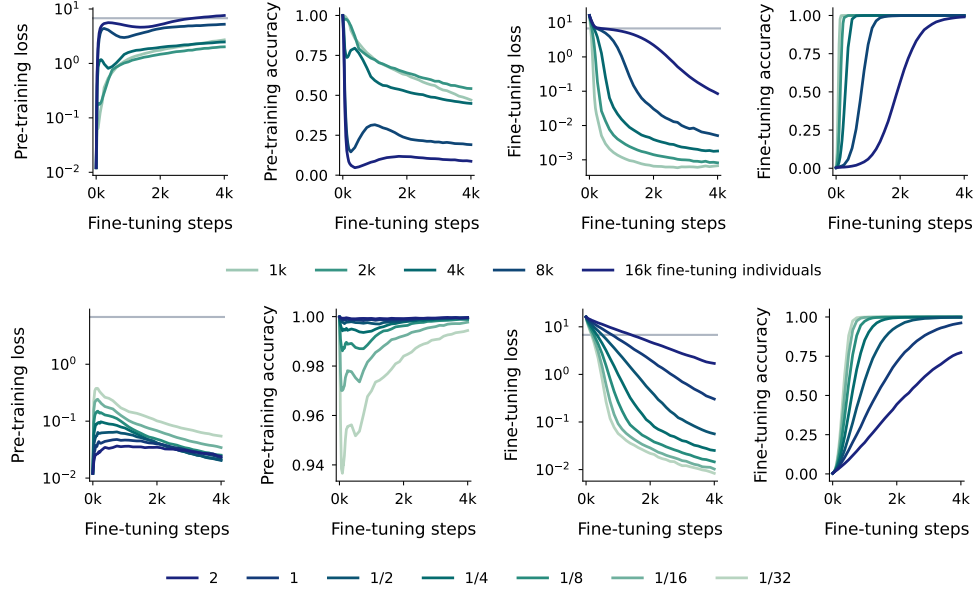 Pre-training loss
10¹
10⁰
10⁻¹
10⁻²
0k 4k
Fine-tuning steps
Pre-training accuracy
1.00
0.75
0.50
0.25
0.00
0k 2k 4k
Fine-tuning steps
Fine-tuning loss
10¹
10⁰
10⁻¹
10⁻²
10⁻³
0k 2k 4k
Fine-tuning steps
Fine-tuning accuracy
1.00
0.75
0.50
0.25
0.00
0k 2k 4k
Fine-tuning steps
1k 2k 4k 8k 16k fine-tuning individuals
Pre-training loss
10⁰
10⁻¹
10⁻²
0k 2k 4k
Fine-tuning steps
Pre-training accuracy
1.00
0.98
0.96
0.94
0k 2k 4k
Fine-tuning steps
Fine-tuning loss
10¹
10⁰
10⁻¹
10⁻²
0k 2k 4k
Fine-tuning steps
Fine-tuning accuracy
1.00
0.75
0.50
0.25
0.00
0k 2k 4k
Fine-tuning steps
2 1 1/2 1/4 1/8 1/16 1/32